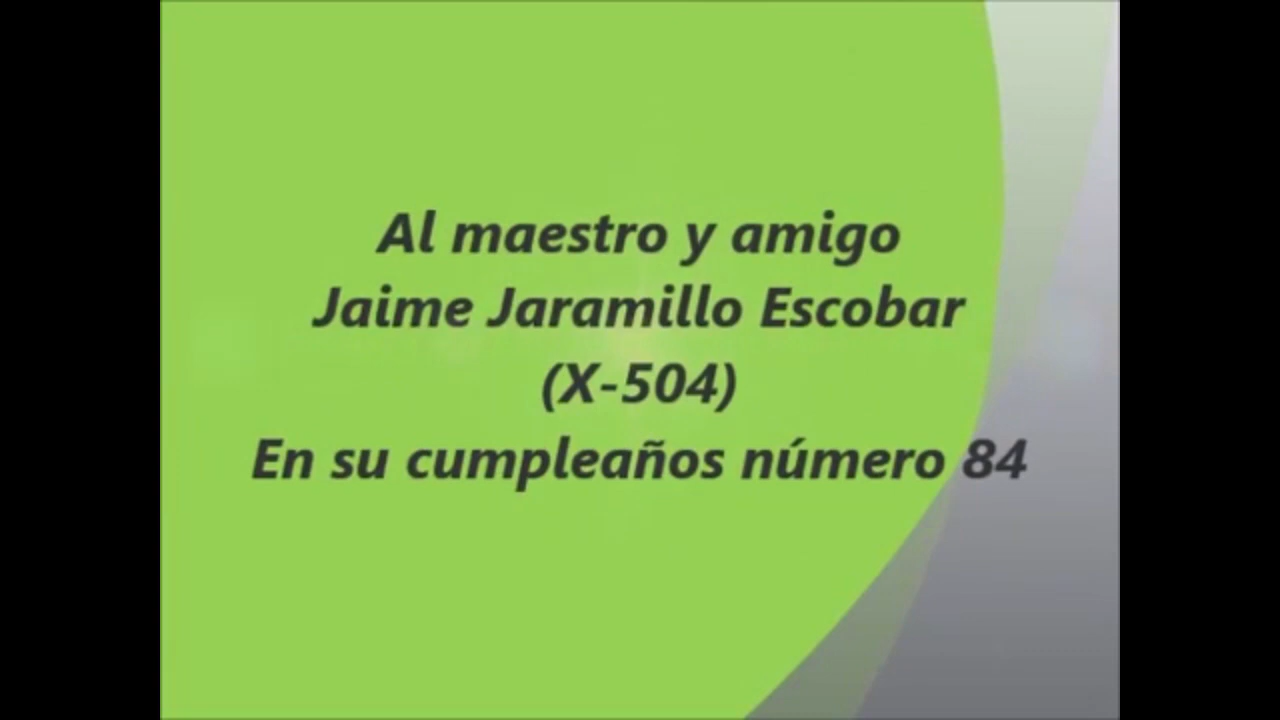 Al maestro y amigo
Jaime Jaramillo Escobar
(X-504)
En su cumpleaños número 84